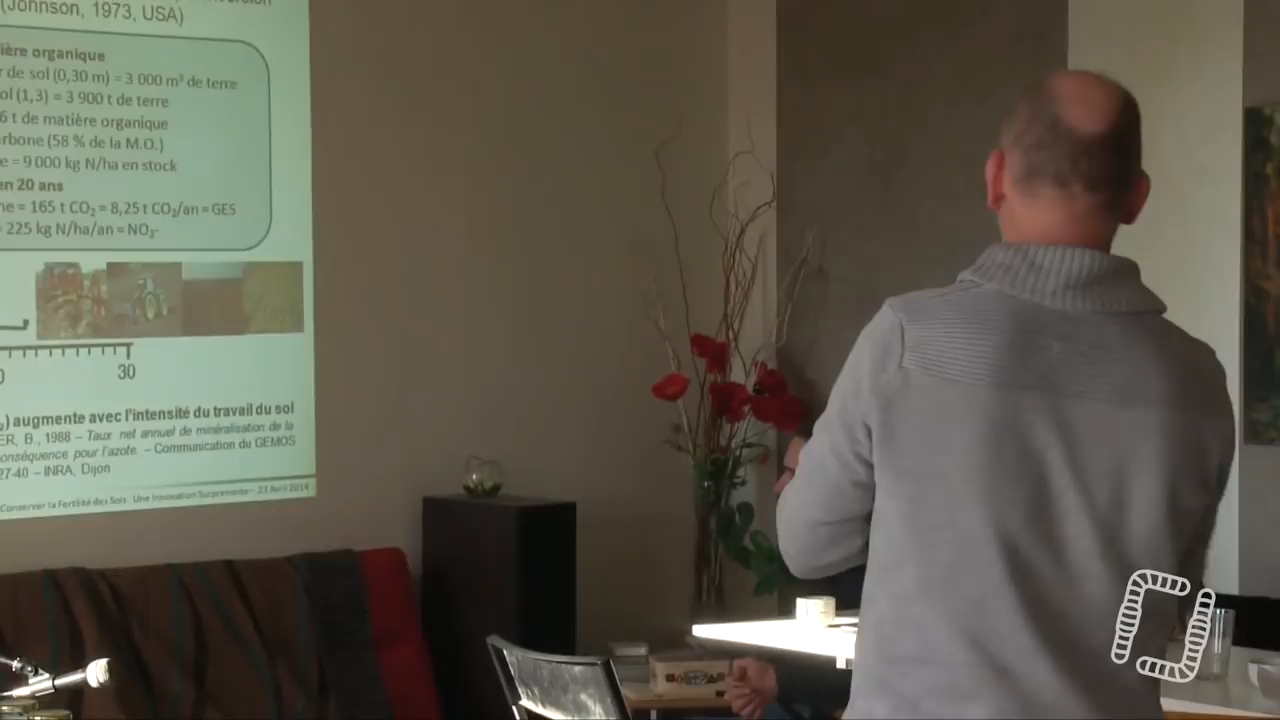 (Johnson, 1973, USA)
ière organique
r de sol (0,30 m) = 3 000 m³ de terre
ol (1,3) = 3 900 t de terre
6 t de matière organique
rbone (58 % de la M.O.)
e = 9 000 kg N/ha en stock
en 20 ans
ne = 165 t CO₂ = 8,25 t CO₂/an = GES
= 225 kg N/ha/an = NO₃⁻
0 30
₂) augmente avec l'intensité du travail du sol
ER, B., 1988 – Taux net annuel de minéralisation de la
onséquence pour l'azote. – Communication du GEMOS
27-40 – INRA, Dijon
Conserver la Fertilité des Sols : Une Innovation Surprenante – 23 Avril 2014